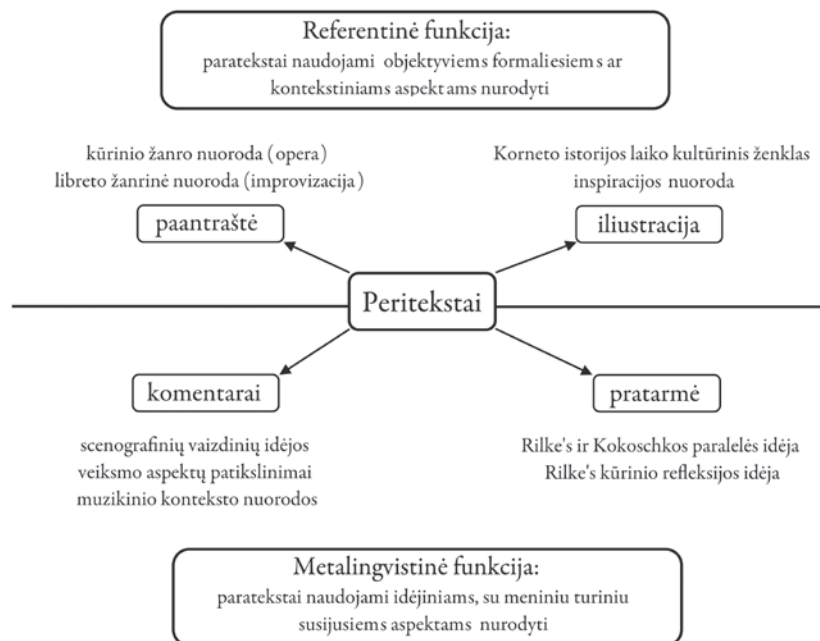 Referentinė funkcija:
paratekstai naudojami objektyviems formaliesiems ar
kontekstiniams aspektams nurodyti
kūrinio žanro nuoroda (opera)
libreto žanrinė nuoroda (improvizacija)
paantraštė
Korneto istorijos laiko kultūrinis ženklas
inspiracijos nuoroda
iliustracija
Peritekstai
komentarai
scenografinių vaizdinių idėjos
veiksmo aspektų patikslinimai
muzikinio konteksto nuorodos
pratarmė
Rilke's ir Kokoschkos paralelės idėja
Rilke's kūrinio refleksijos idėja
Metalingvistinė funkcija:
paratekstai naudojami idėjiniams, su meniniu turiniu
susijusiems aspektams nurodyti